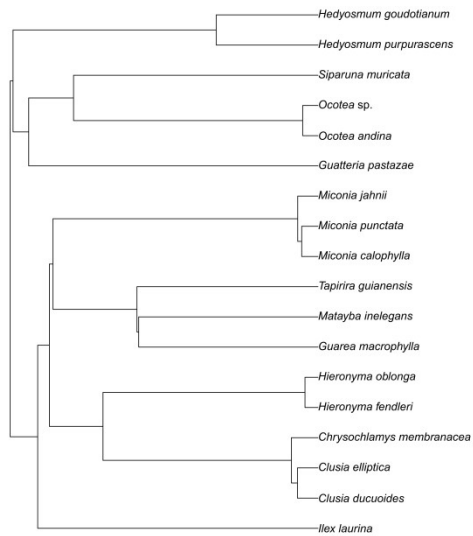 Hedyosmum goudotianum
Hedyosmum purpurascens
Siparuna muricata
Ocotea sp.
Ocotea andina
Guatteria pastazae
Miconia jahnii
Miconia punctata
Miconia calophylla
Tapirira guianensis
Matayba inelegans
Guarea macrophylla
Hieronyma oblonga
Hieronyma fendleri
Chrysochlamys membranacea
Clusia elliptica
Clusia ducuoides
Ilex laurina